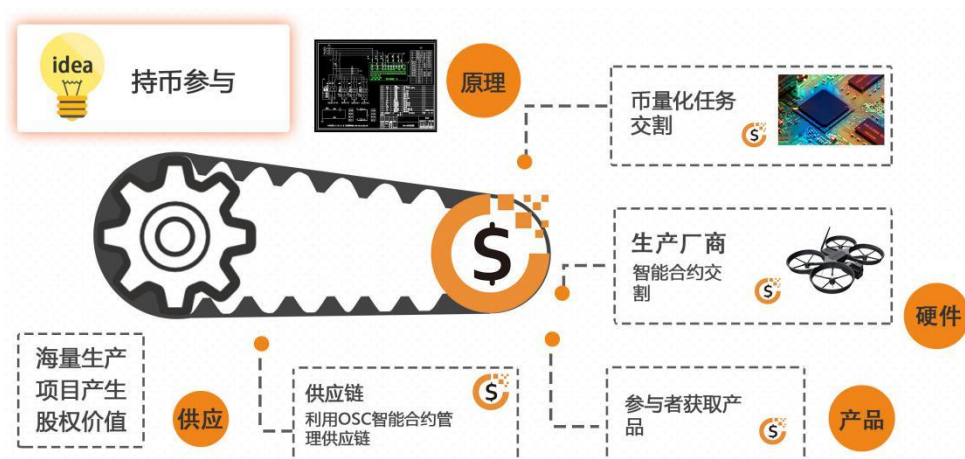 idea
持币参与
原理
币量化任务
交割
$
$
生产厂商
智能合约交
割
$
硬件
海量生产
项目产生
股权价值
供应
供应链
利用OSC智能合约管
理供应链
$
参与者获取产
品
$
产品